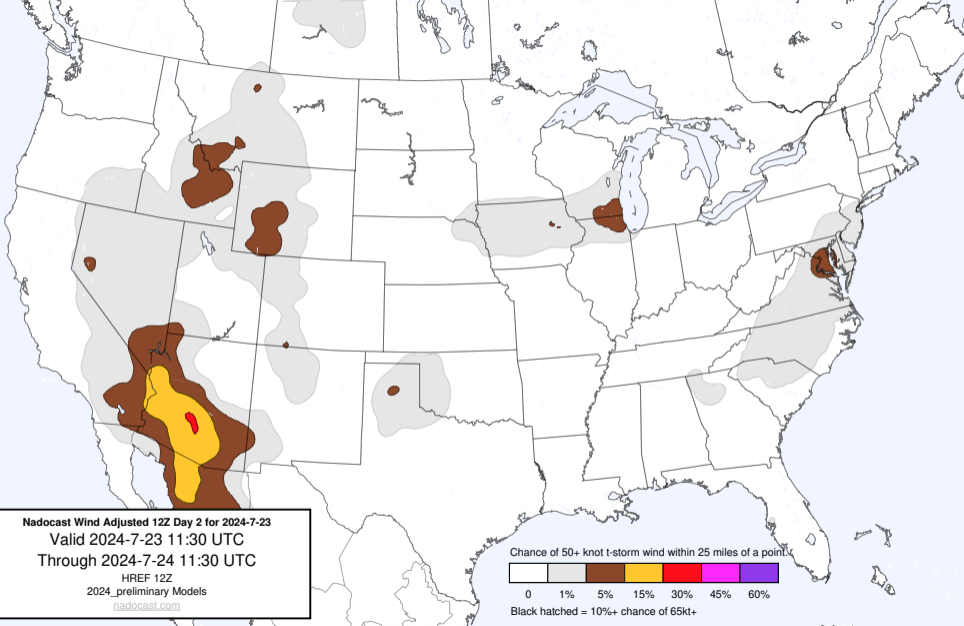 Nadocast Wind Adjusted 12Z Day 2 for 2024-7-23
Valid 2024-7-23 11:30 UTC
Through 2024-7-24 11:30 UTC
HREF 12Z
2024_preliminary Models
nadocast.com
Chance of 50+ knot t-storm wind within 25 miles of a point.
0 1% 5% 15% 30% 45% 60%
Black hatched = 10%+ chance of 65kt+